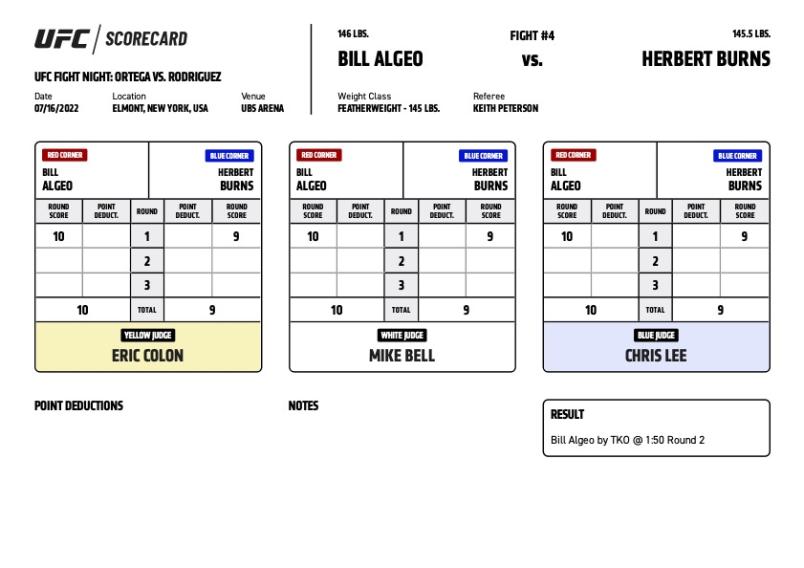 UFC / SCORECARD
UFC FIGHT NIGHT: ORTEGA VS. RODRIGUEZ
Date Location Venue
07/16/2022 ELMONT, NEW YORK, USA UBS ARENA
146 LBS. FIGHT #4 145.5 LBS.
BILL ALGEO vs. HERBERT BURNS
Weight Class Referee
FEATHERWEIGHT - 145 LBS. KEITH PETERSON
RED CORNER BLUE CORNER
BILL HERBERT
ALGEO BURNS
ROUND POINT ROUND POINT ROUND
SCORE DEDUCT. DEDUCT. SCORE
10 1 9
2
3
10 TOTAL 9
YELLOW JUDGE
ERIC COLON
RED CORNER BLUE CORNER
BILL HERBERT
ALGEO BURNS
ROUND POINT ROUND POINT ROUND
SCORE DEDUCT. DEDUCT. SCORE
10 1 9
2
3
10 TOTAL 9
WHITE JUDGE
MIKE BELL
RED CORNER BLUE CORNER
BILL HERBERT
ALGEO BURNS
ROUND POINT ROUND POINT ROUND
SCORE DEDUCT. DEDUCT. SCORE
10 1 9
2
3
10 TOTAL 9
BLUE JUDGE
CHRIS LEE
POINT DEDUCTIONS
NOTES
RESULT
Bill Algeo by TKO @ 1:50 Round 2